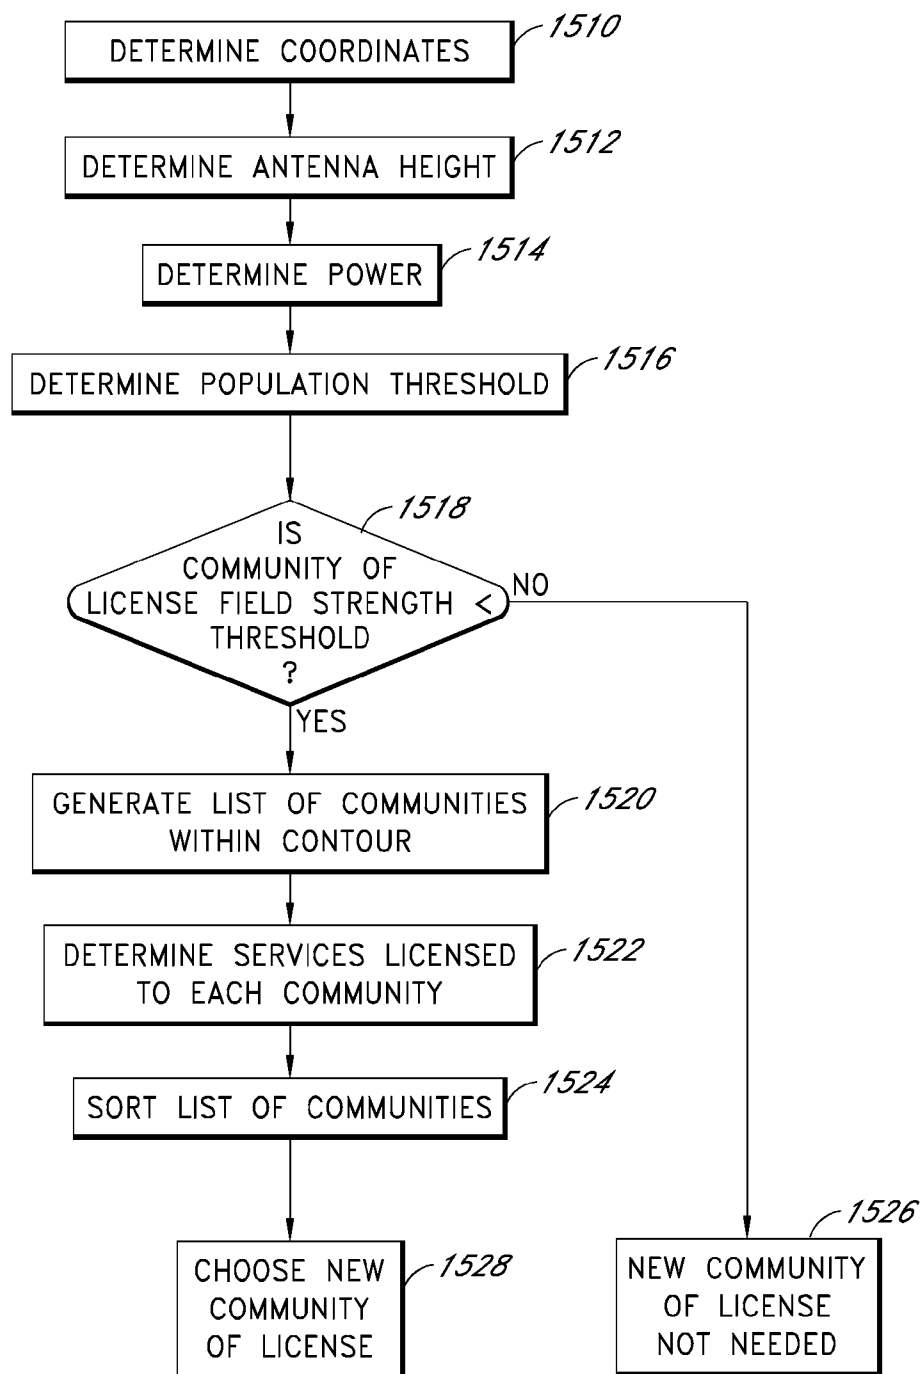 DETERMINE COORDINATES
1510
DETERMINE ANTENNA HEIGHT
1512
DETERMINE POWER
1514
DETERMINE POPULATION THRESHOLD
1516
1518
IS
COMMUNITY OF
LICENSE FIELD STRENGTH <
THRESHOLD
?
NO
YES
GENERATE LIST OF COMMUNITIES
WITHIN CONTOUR
1520
DETERMINE SERVICES LICENSED
TO EACH COMMUNITY
1522
SORT LIST OF COMMUNITIES
1524
CHOOSE NEW
COMMUNITY
OF LICENSE
1528
1526
NEW COMMUNITY
OF LICENSE
NOT NEEDED